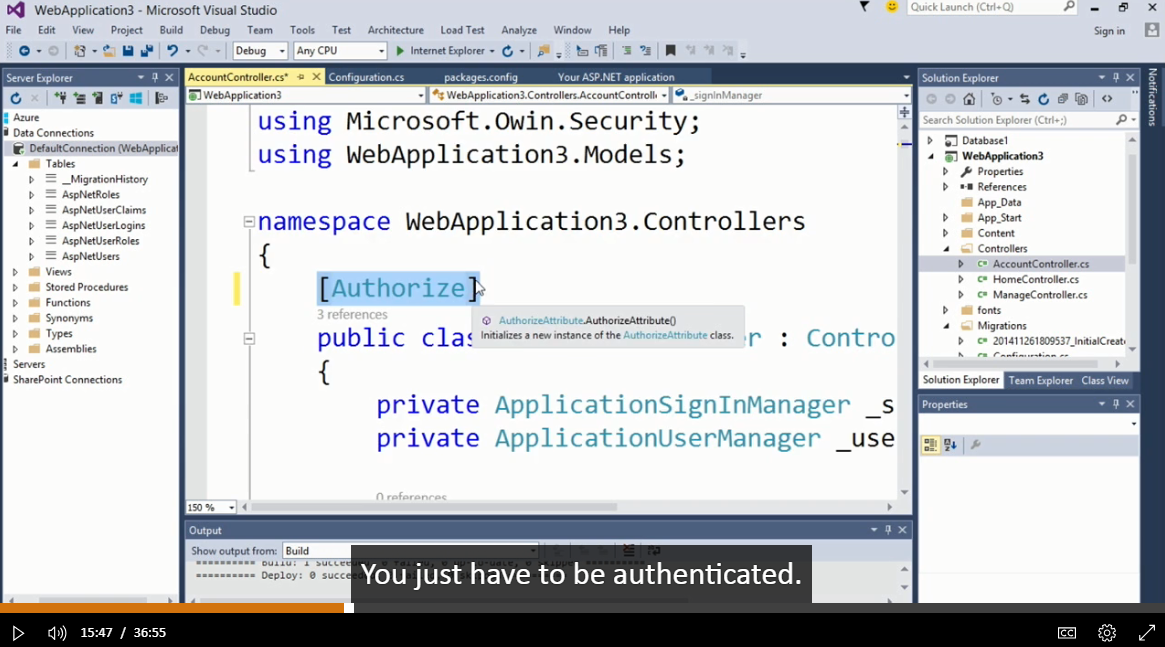 WebApplication3 - Microsoft Visual Studio
Quick Launch (Ctrl+Q)
File Edit View Project Build Debug Team Tools Test Architecture Load Test Analyze Window Help
Sign in
Debug Any CPU Internet Explorer
Server Explorer
Azure
Data Connections
DefaultConnection (WebApplicat
Tables
__MigrationHistory
AspNetRoles
AspNetUserClaims
AspNetUserLogins
AspNetUserRoles
AspNetUsers
Views
Stored Procedures
Functions
Synonyms
Types
Assemblies
Servers
SharePoint Connections
AccountController.cs* Configuration.cs packages.config Your ASP.NET application
WebApplication3 WebApplication3.Controllers.AccountControlle _signInManager
using Microsoft.Owin.Security;
using WebApplication3.Models;
namespace WebApplication3.Controllers
{
[Authorize]
3 references
AuthorizeAttribute.AuthorizeAttribute()
Initializes a new instance of the AuthorizeAttribute class.
public clas r : Contro
{
private ApplicationSignInManager _s
private ApplicationUserManager _use
0 references
150 %
Output
Show output from: Build
========== Deploy: 0 succee
You just have to be authenticated.
Solution Explorer
Search Solution Explorer (Ctrl+;)
Database1
WebApplication3
Properties
References
App_Data
App_Start
Content
Controllers
AccountController.cs
HomeController.cs
ManageController.cs
fonts
Migrations
201411261809537_InitialCreate
Configuration.cs
Solution Explorer Team Explorer Class View
Properties
Notifications
15:47 / 36:55
CC